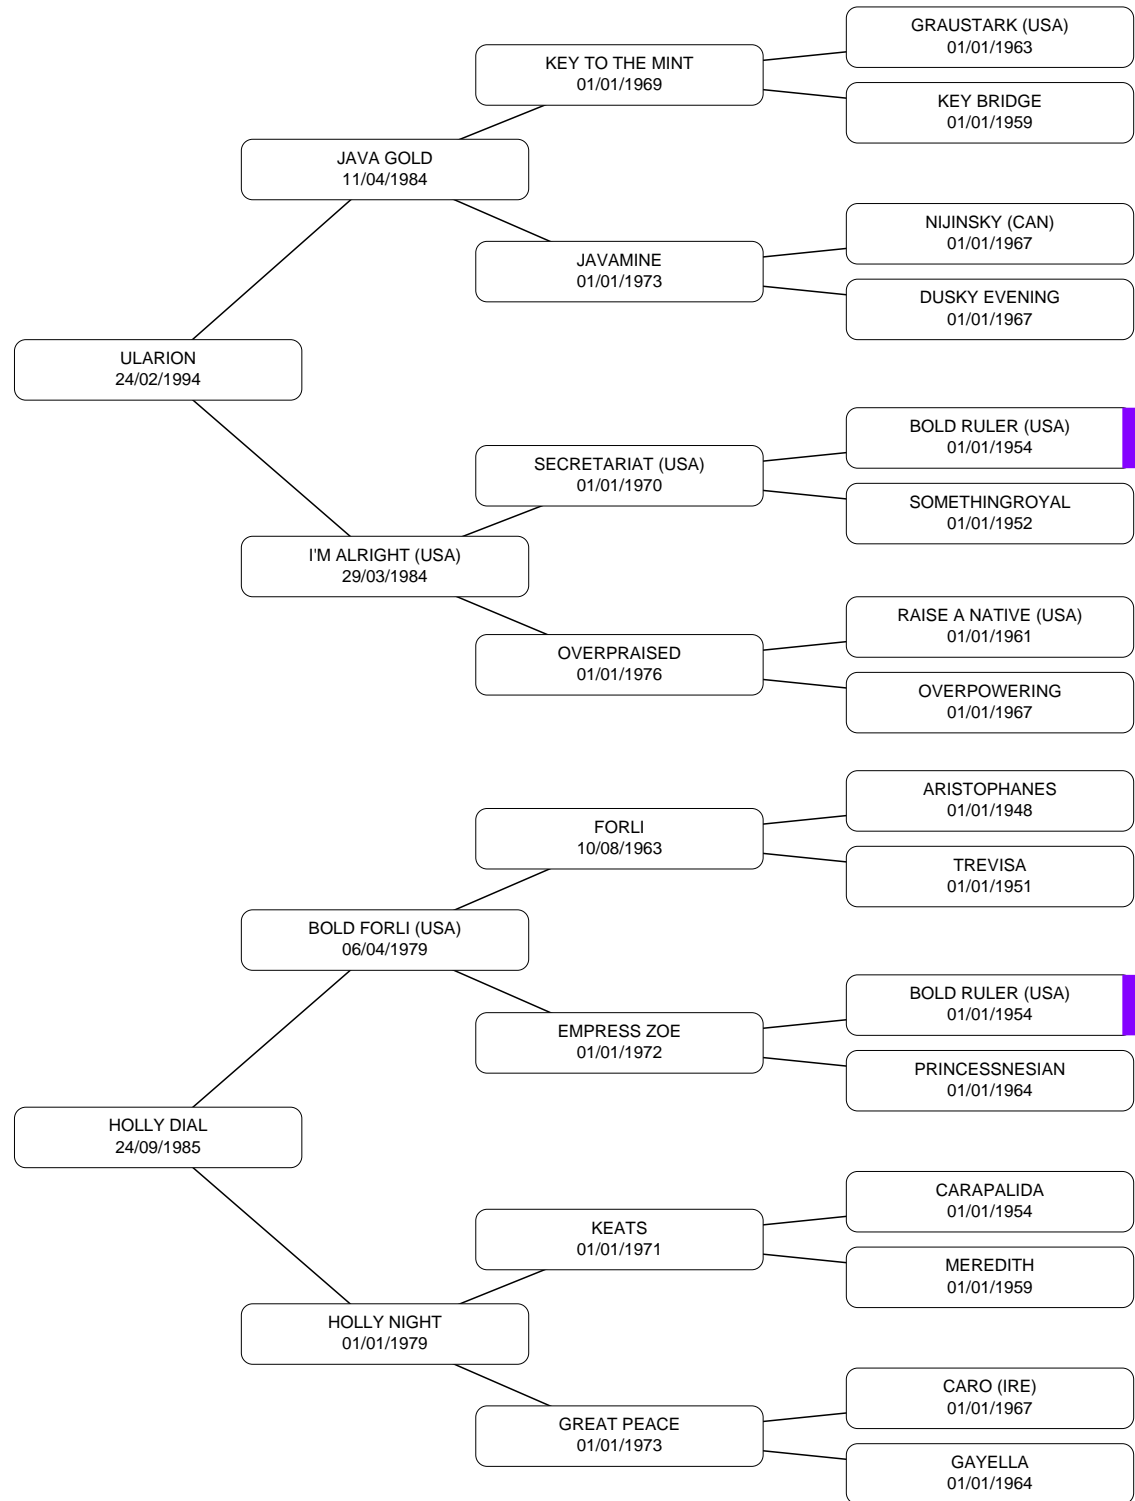 GRAUSTARK (USA)
01/01/1963
KEY TO THE MINT
01/01/1969
KEY BRIDGE
01/01/1959
JAVA GOLD
11/04/1984
NIJINSKY (CAN)
01/01/1967
JAVAMINE
01/01/1973
DUSKY EVENING
01/01/1967
ULARION
24/02/1994
BOLD RULER (USA)
01/01/1954
SECRETARIAT (USA)
01/01/1970
SOMETHINGROYAL
01/01/1952
I'M ALRIGHT (USA)
29/03/1984
RAISE A NATIVE (USA)
01/01/1961
OVERPRAISED
01/01/1976
OVERPOWERING
01/01/1967
ARISTOPHANES
01/01/1948
FORLI
10/08/1963
TREVISA
01/01/1951
BOLD FORLI (USA)
06/04/1979
BOLD RULER (USA)
01/01/1954
EMPRESS ZOE
01/01/1972
PRINCESSNESIAN
01/01/1964
HOLLY DIAL
24/09/1985
CARAPALIDA
01/01/1954
KEATS
01/01/1971
MEREDITH
01/01/1959
HOLLY NIGHT
01/01/1979
CARO (IRE)
01/01/1967
GREAT PEACE
01/01/1973
GAYELLA
01/01/1964